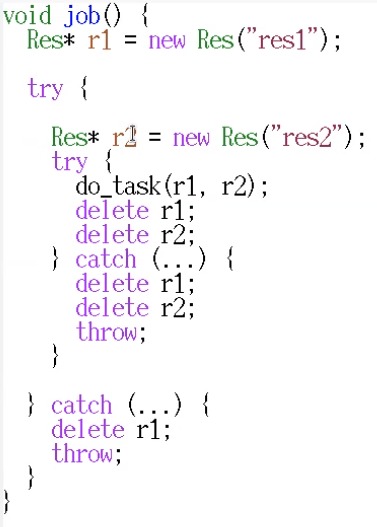 void job() {
  Res* r1 = new Res("res1");

  try {

    Res* r2 = new Res("res2");
    try {
      do_task(r1, r2);
      delete r1;
      delete r2;
    } catch (...) {
      delete r1;
      delete r2;
      throw;
    }

  } catch (...) {
    delete r1;
    throw;
  }
}